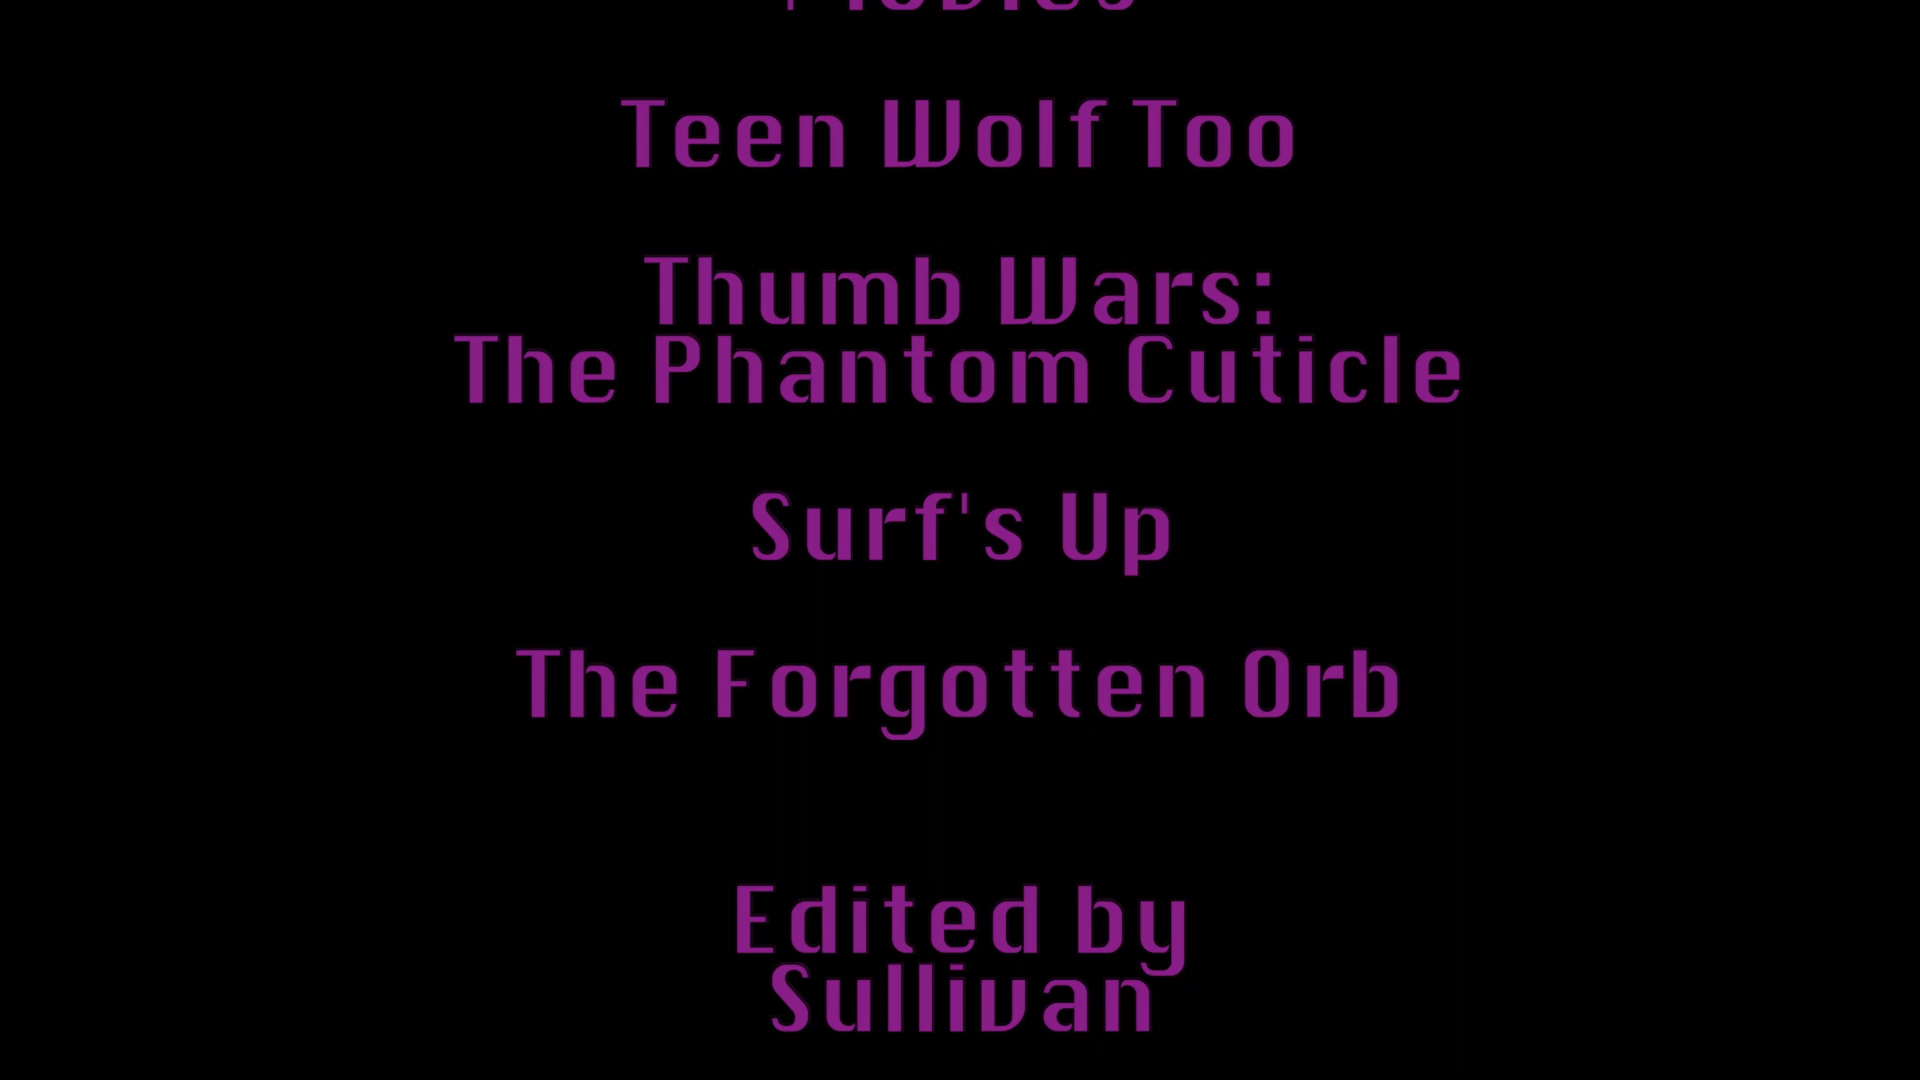 Teen Wolf Too
Thumb Wars:
The Phantom Cuticle
Surf's Up
The Forgotten Orb
Edited by
Sullivan